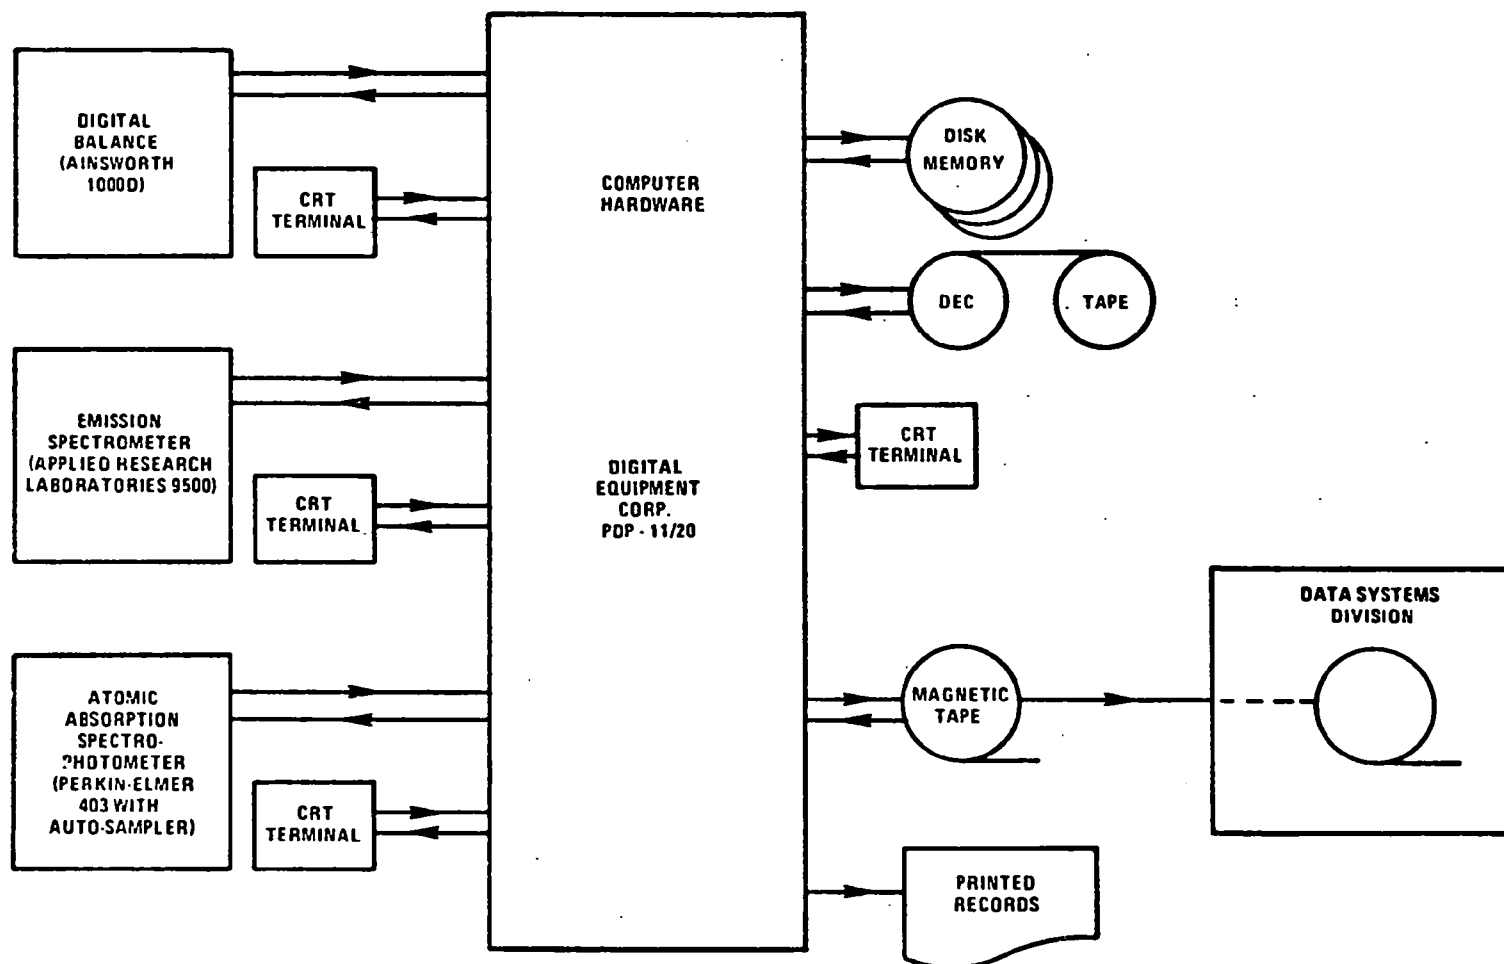 DIGITAL
BALANCE
(AINSWORTH
1000D)
CRT
TERMINAL
EMISSION
SPECTROMETER
(APPLIED RESEARCH
LABORATORIES 9500)
CRT
TERMINAL
ATOMIC
ABSORPTION
SPECTRO-
PHOTOMETER
(PERKIN-ELMER
403 WITH
AUTO-SAMPLER)
CRT
TERMINAL
COMPUTER
HARDWARE
DIGITAL
EQUIPMENT
CORP.
PDP - 11/20
DISK
MEMORY
DEC
TAPE
CRT
TERMINAL
MAGNETIC
TAPE
DATA SYSTEMS
DIVISION
PRINTED
RECORDS